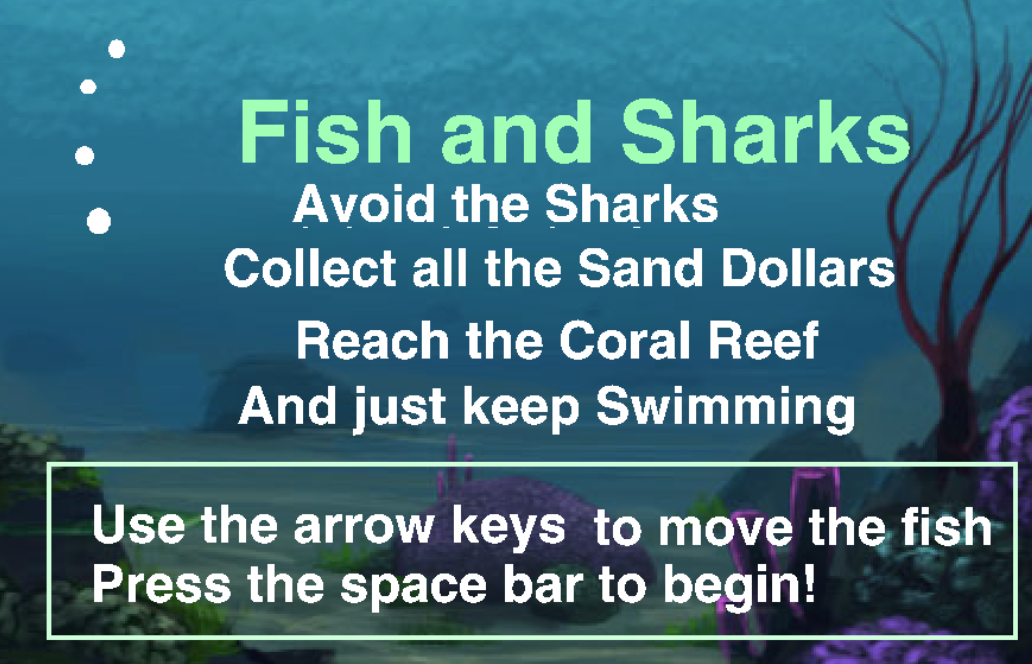 Fish and Sharks
Avoid the Sharks
Collect all the Sand Dollars
Reach the Coral Reef
And just keep Swimming
Use the arrow keys to move the fish
Press the space bar to begin!